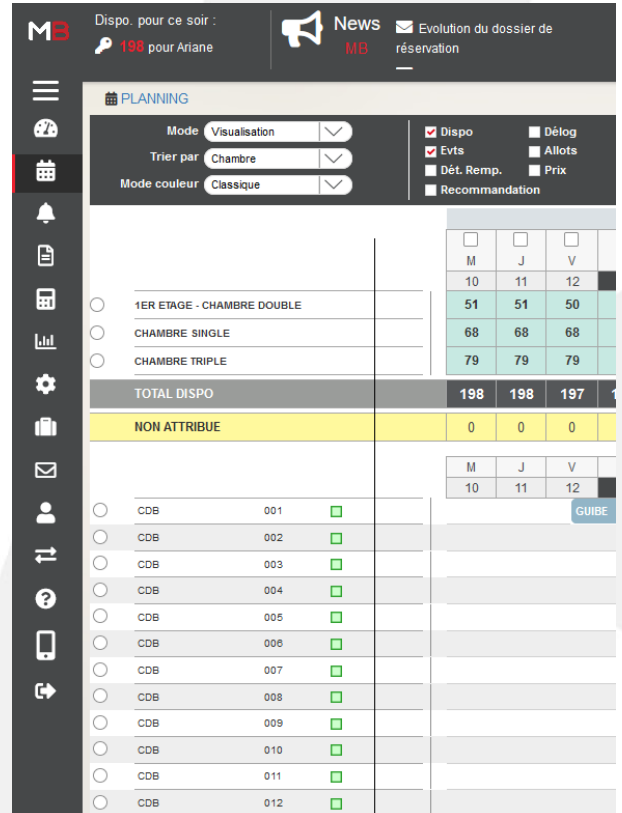 MB
Dispo. pour ce soir :
198 pour Ariane
News
MB
Evolution du dossier de
réservation
PLANNING
Mode Visualisation
Trier par Chambre
Mode couleur Classique
Dispo Délog
Evts Allots
Dét. Remp. Prix
Recommandation
M J V
10 11 12
1ER ETAGE - CHAMBRE DOUBLE 51 51 50
CHAMBRE SINGLE 68 68 68
CHAMBRE TRIPLE 79 79 79
TOTAL DISPO 198 198 197 1
NON ATTRIBUE 0 0 0
M J V
10 11 12
CDB 001 GUIBE
CDB 002
CDB 003
CDB 004
CDB 005
CDB 006
CDB 007
CDB 008
CDB 009
CDB 010
CDB 011
CDB 012